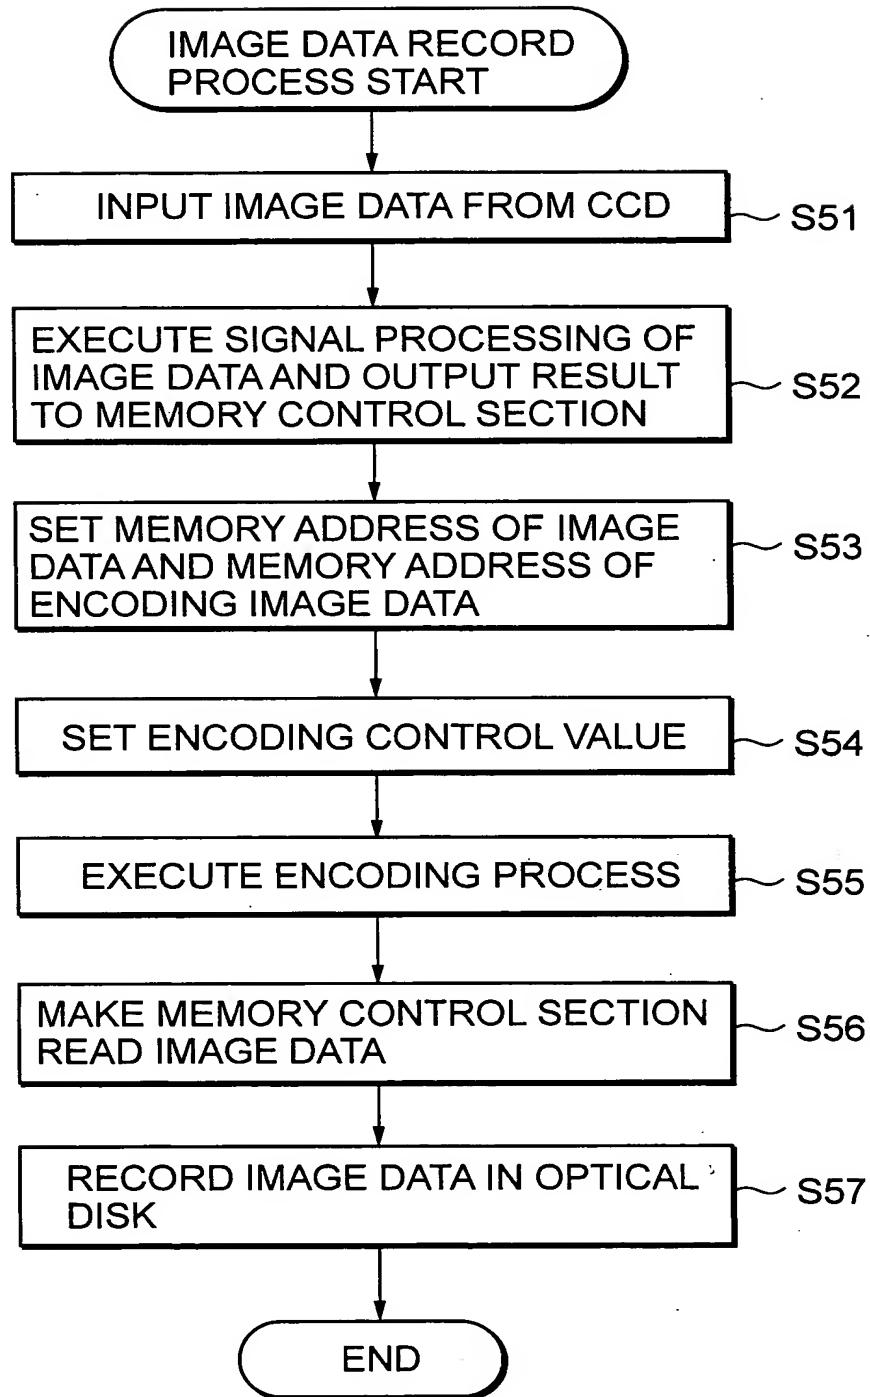 IMAGE DATA RECORD
PROCESS START
INPUT IMAGE DATA FROM CCD
S51
EXECUTE SIGNAL PROCESSING OF
IMAGE DATA AND OUTPUT RESULT
TO MEMORY CONTROL SECTION
S52
SET MEMORY ADDRESS OF IMAGE
DATA AND MEMORY ADDRESS OF
ENCODING IMAGE DATA
S53
SET ENCODING CONTROL VALUE
S54
EXECUTE ENCODING PROCESS
S55
MAKE MEMORY CONTROL SECTION
READ IMAGE DATA
S56
RECORD IMAGE DATA IN OPTICAL
DISK
S57
END